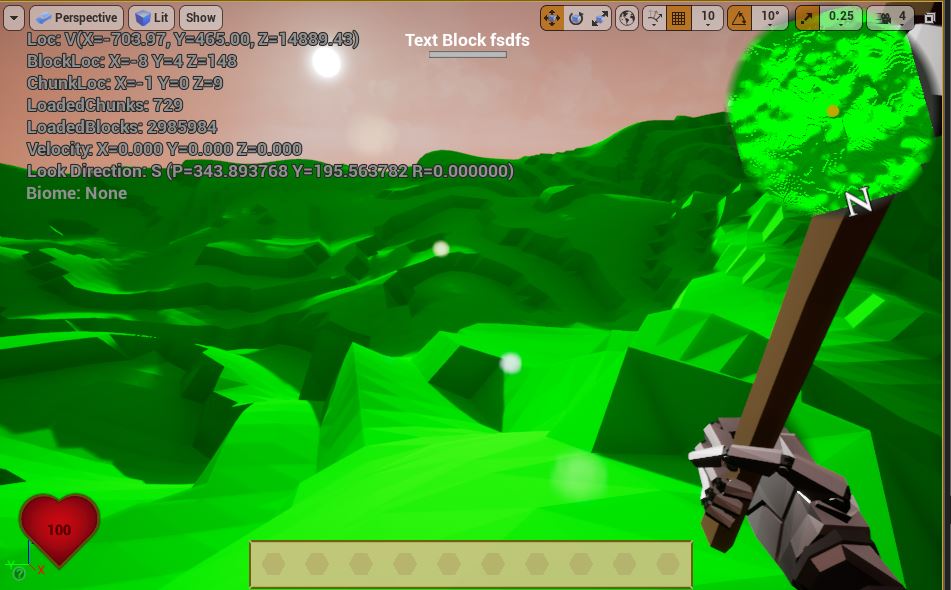 Perspective Lit Show 10 10° 0.25 4
Loc: V(X=-703.97, Y=465.00, Z=14889.43)
Text Block fsdfs
BlockLoc: X=-8 Y=4 Z=148
ChunkLoc: X=-1 Y=0 Z=9
LoadedChunks: 729
LoadedBlocks: 2985984
Velocity: X=0.000 Y=0.000 Z=0.000
Look Direction: S (P=343.893768 Y=195.563782 R=0.000000)
Biome: None
N
100
Y X
?